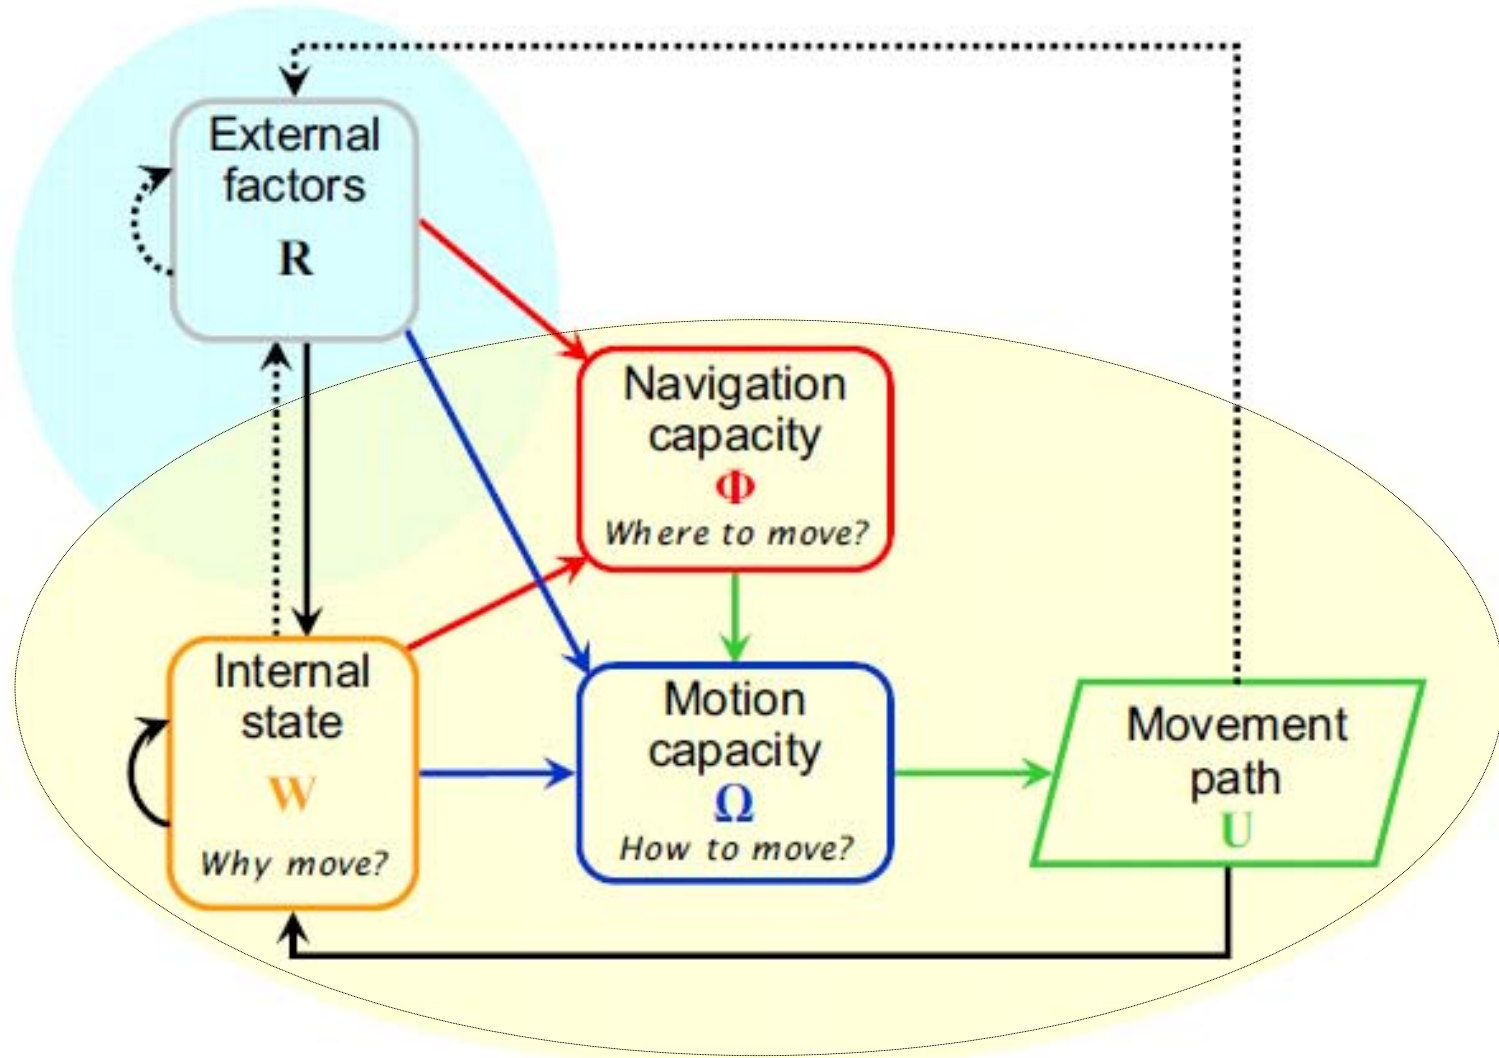 External
factors
R
Navigation
capacity
Φ
Where to move?
Internal
state
W
Why move?
Motion
capacity
Ω
How to move?
Movement
path
U